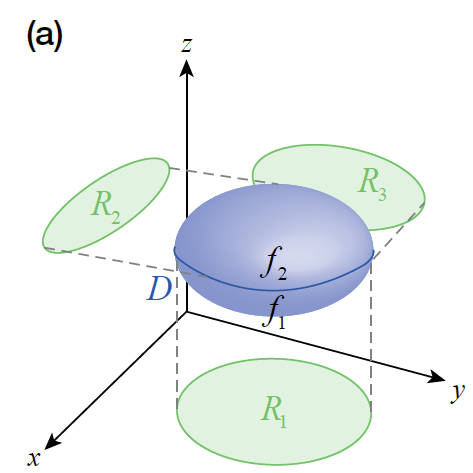 (a)
z
R₃
R₂
f₂
D
f₁
y
R₁
x